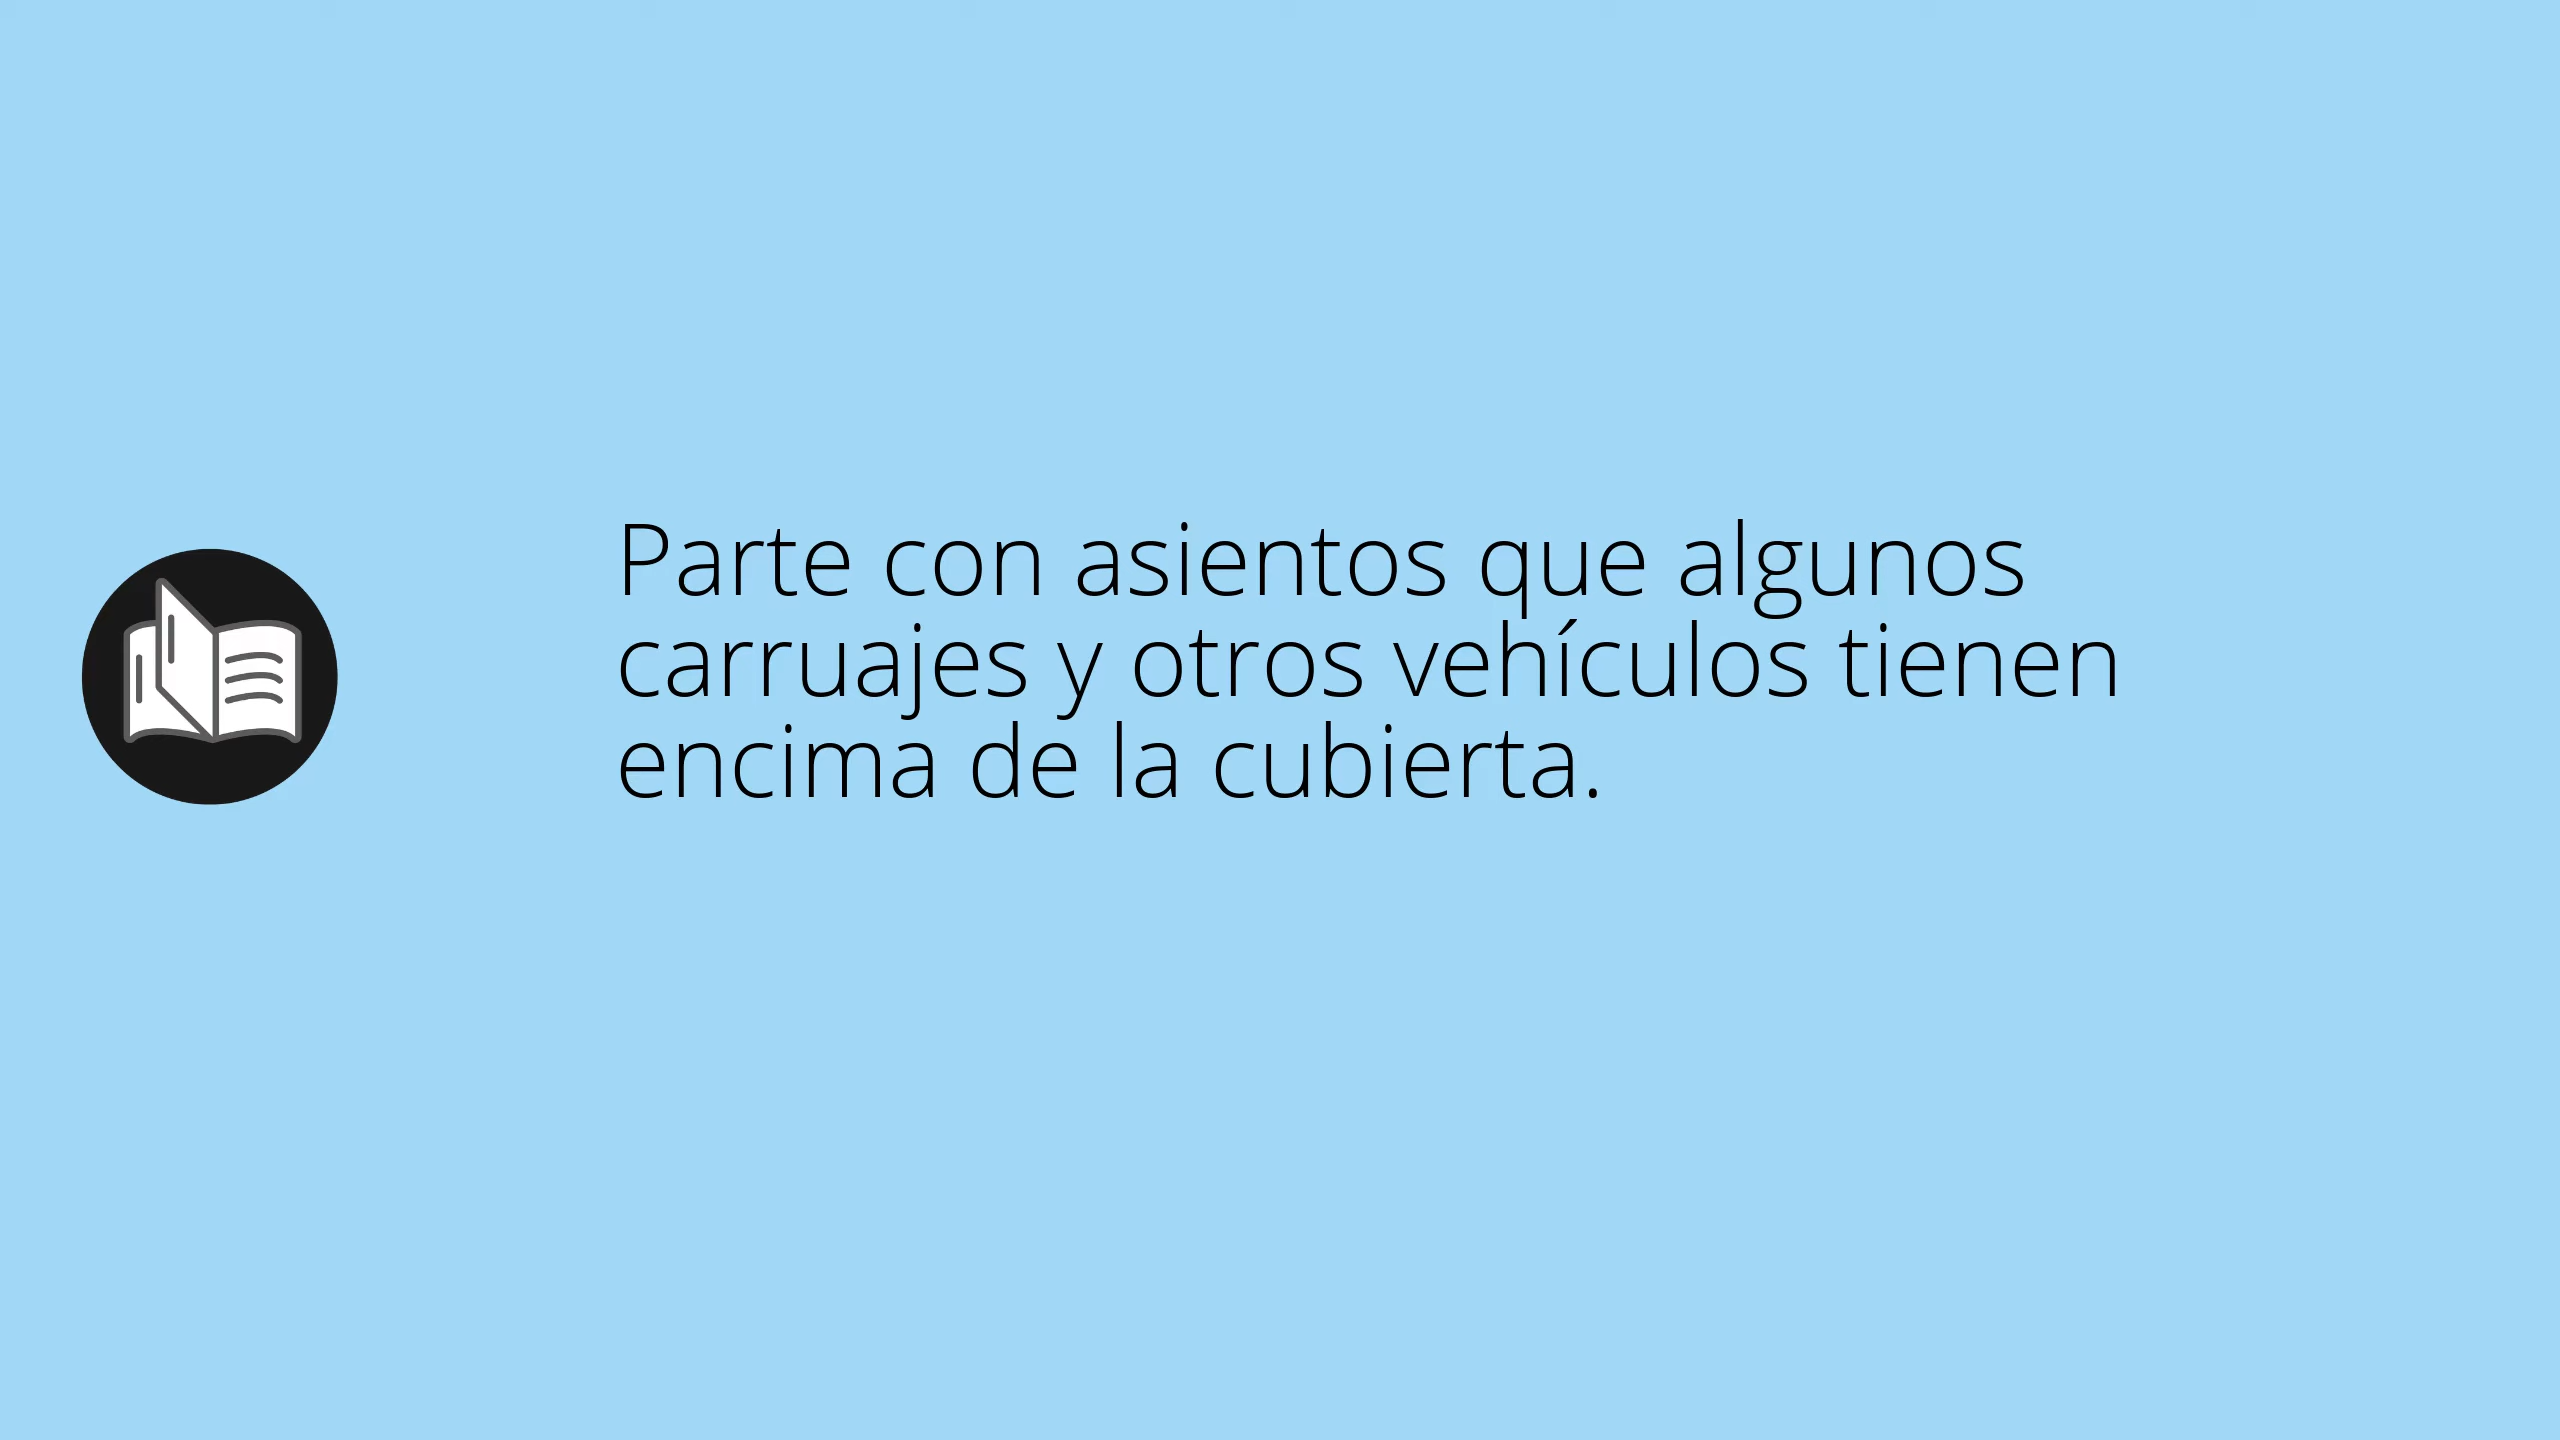 Parte con asientos que algunos
carruajes y otros vehículos tienen
encima de la cubierta.